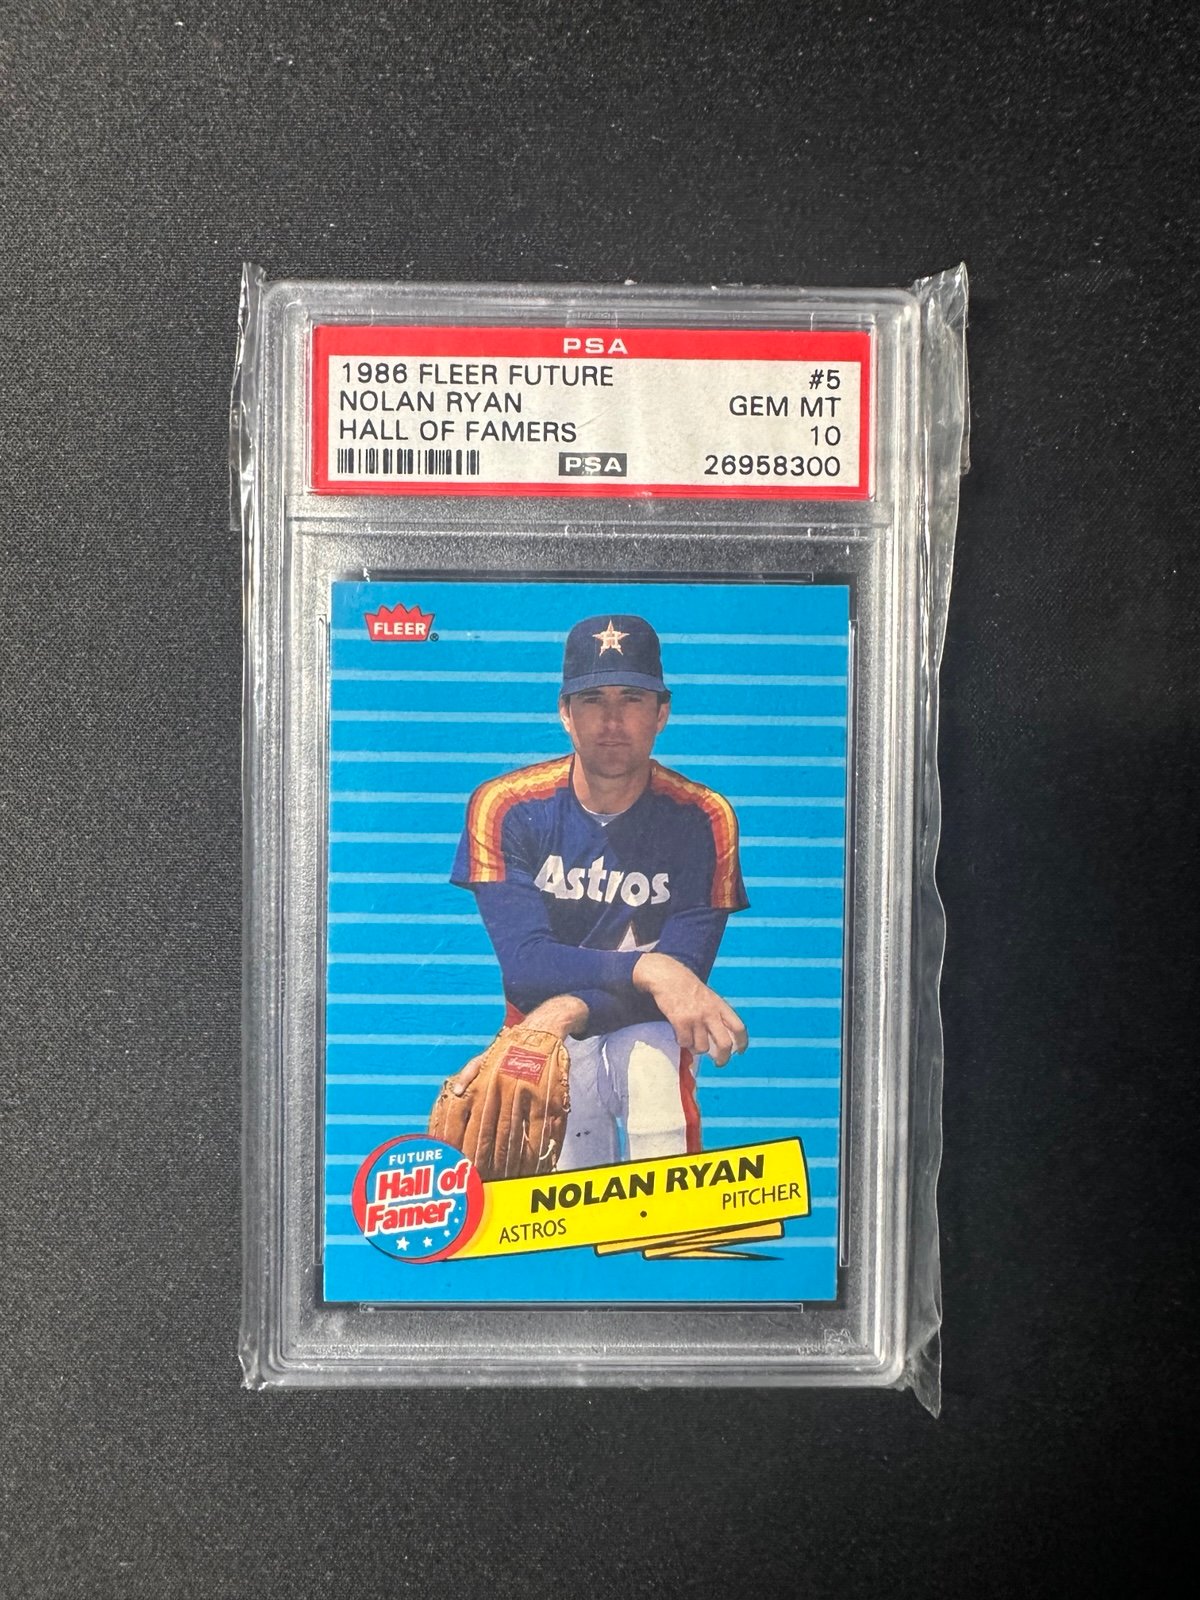 PSA
1986 FLEER FUTURE #5
NOLAN RYAN GEM MT
HALL OF FAMERS 10
PSA 26958300
FLEER®
H
Astros
Rawlings
FUTURE
Hall of
Famer
NOLAN RYAN
ASTROS • PITCHER